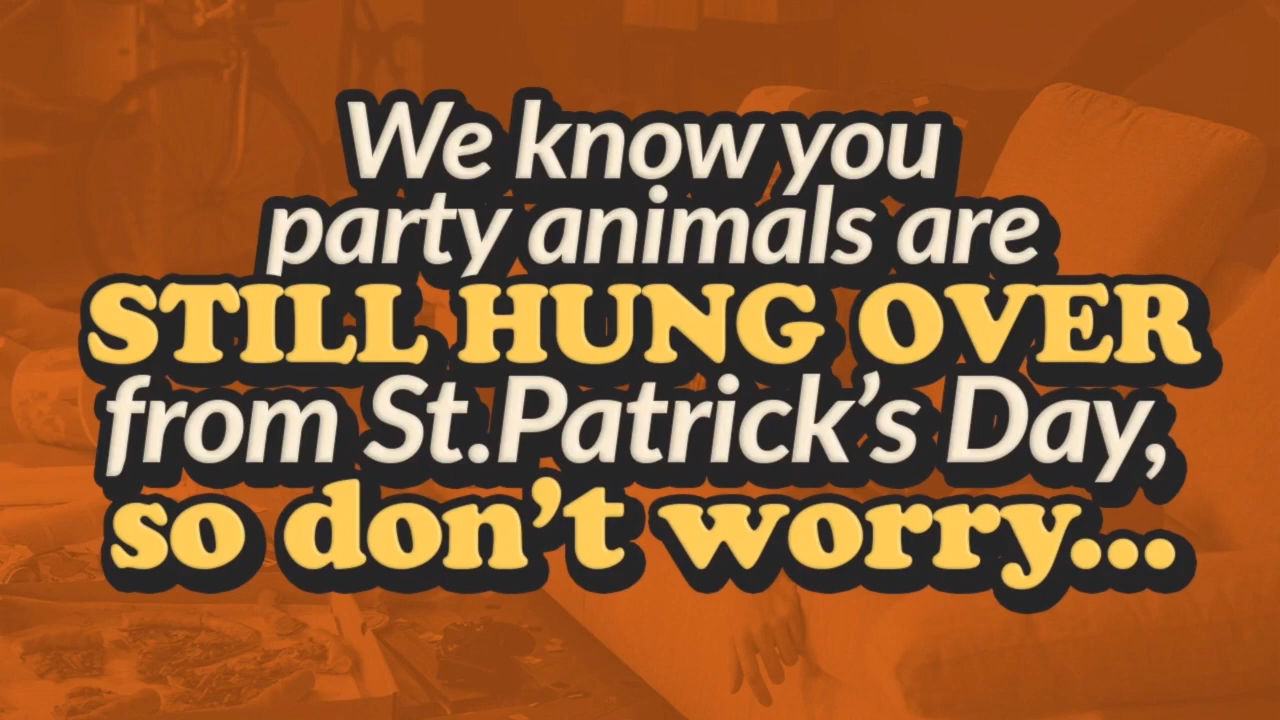 We know you
party animals are
STILL HUNG OVER
from St.Patrick’s Day,
so don’t worry...